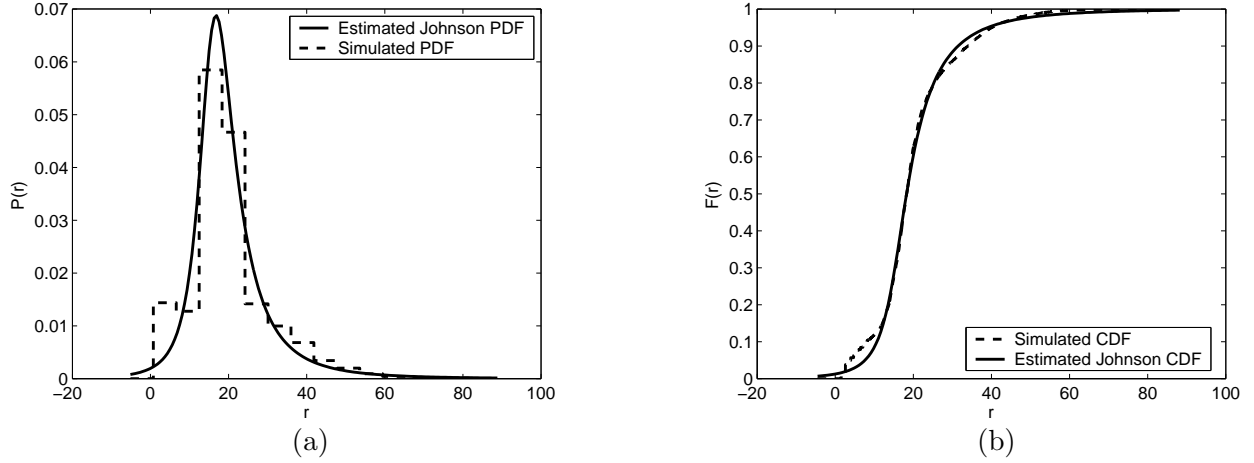 0.07
0.06
0.05
0.04
0.03
0.02
0.01
0
P(r)
−20 0 20 40 60 80 100
r
Estimated Johnson PDF
Simulated PDF
(a)
1
0.9
0.8
0.7
0.6
0.5
0.4
0.3
0.2
0.1
0
F(r)
−20 0 20 40 60 80 100
r
Simulated CDF
Estimated Johnson CDF
(b)